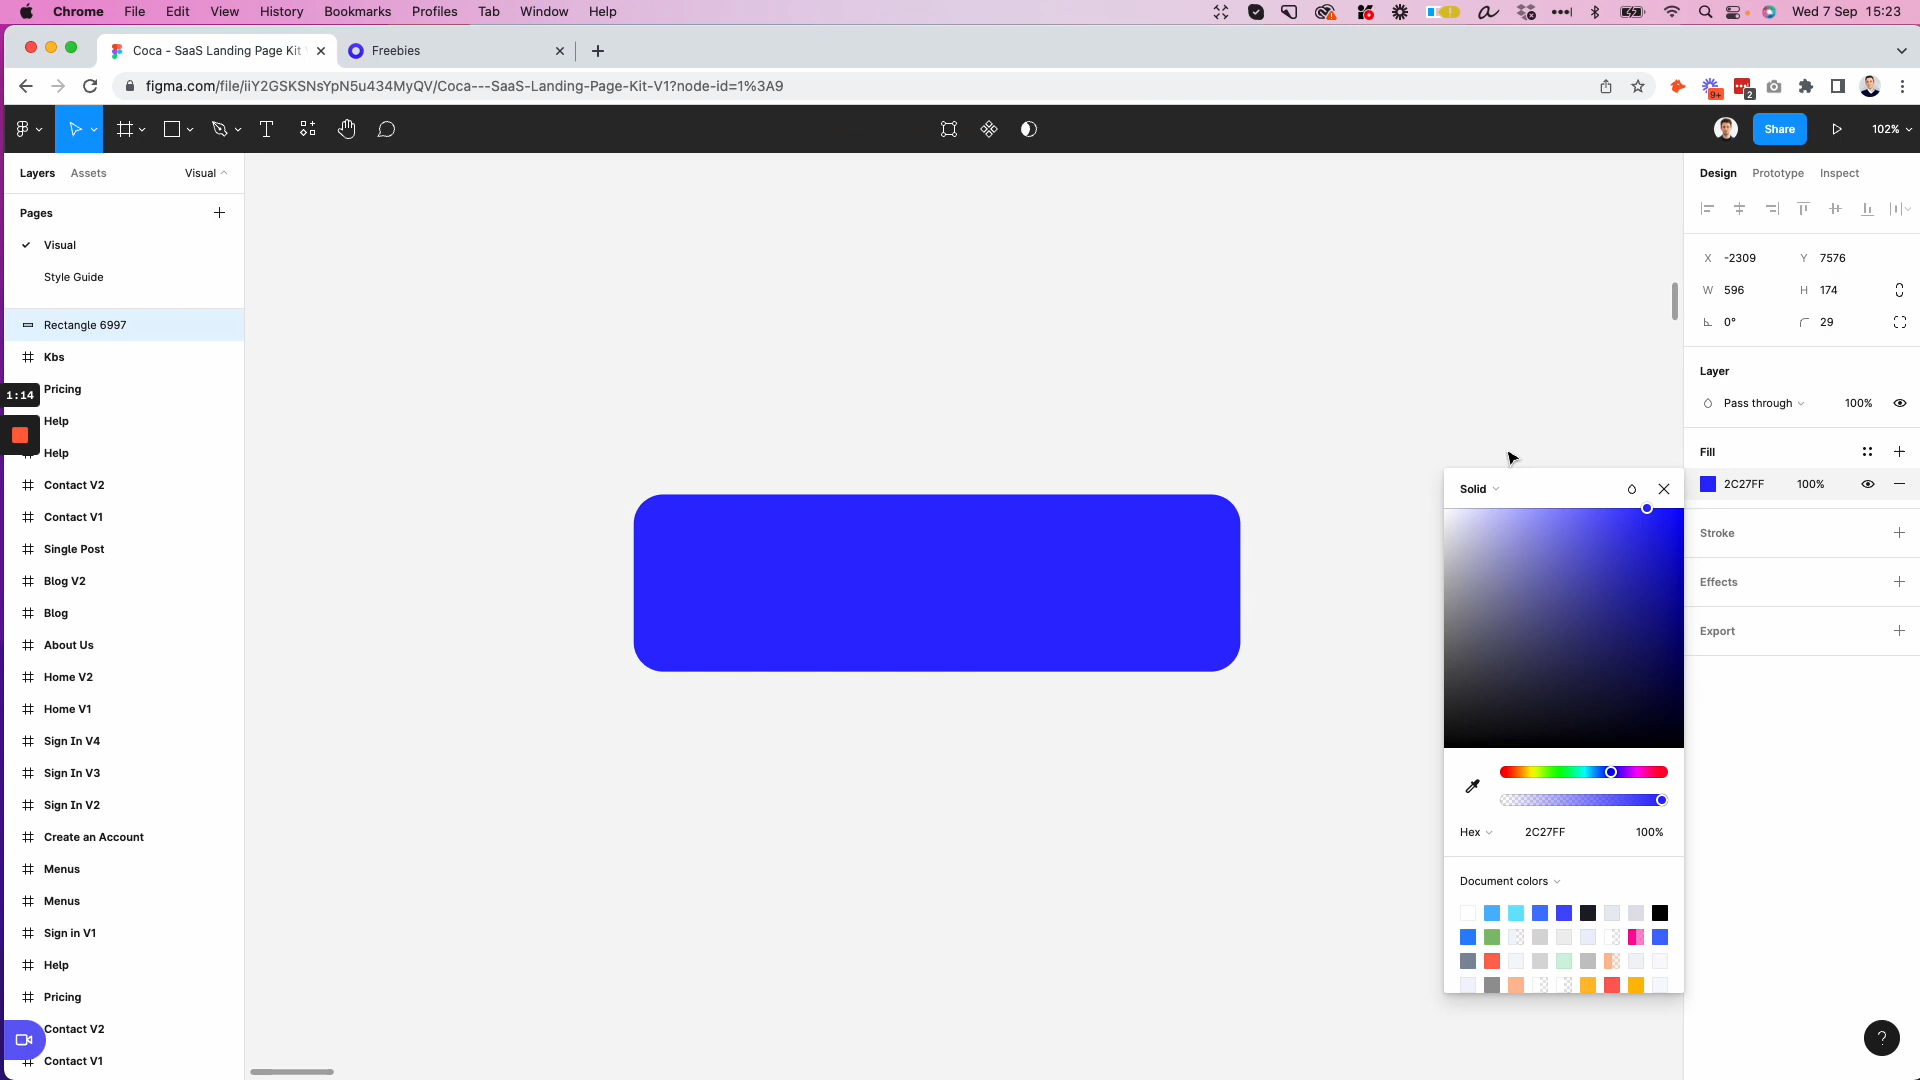 Chrome File Edit View History Bookmarks Profiles Tab Window Help
Wed 7 Sep 15:23
Coca - SaaS Landing Page Kit
Freebies
figma.com/file/iiY2GSKSNsYpN5u434MyQV/Coca---SaaS-Landing-Page-Kit-V1?node-id=1%3A9
9+
2
Share
102%
Layers Assets Visual
Pages
Visual
Style Guide
Rectangle 6997
Kbs
1:14
Pricing
Help
Help
Contact V2
Contact V1
Single Post
Blog V2
Blog
About Us
Home V2
Home V1
Sign In V4
Sign In V3
Sign In V2
Create an Account
Menus
Menus
Sign in V1
Help
Pricing
Contact V2
Contact V1
Design Prototype Inspect
X -2309 Y 7576
W 596 H 174
0° 29
Layer
Pass through 100%
Fill
2C27FF 100%
Stroke
Effects
Export
Solid
Hex 2C27FF 100%
Document colors
?